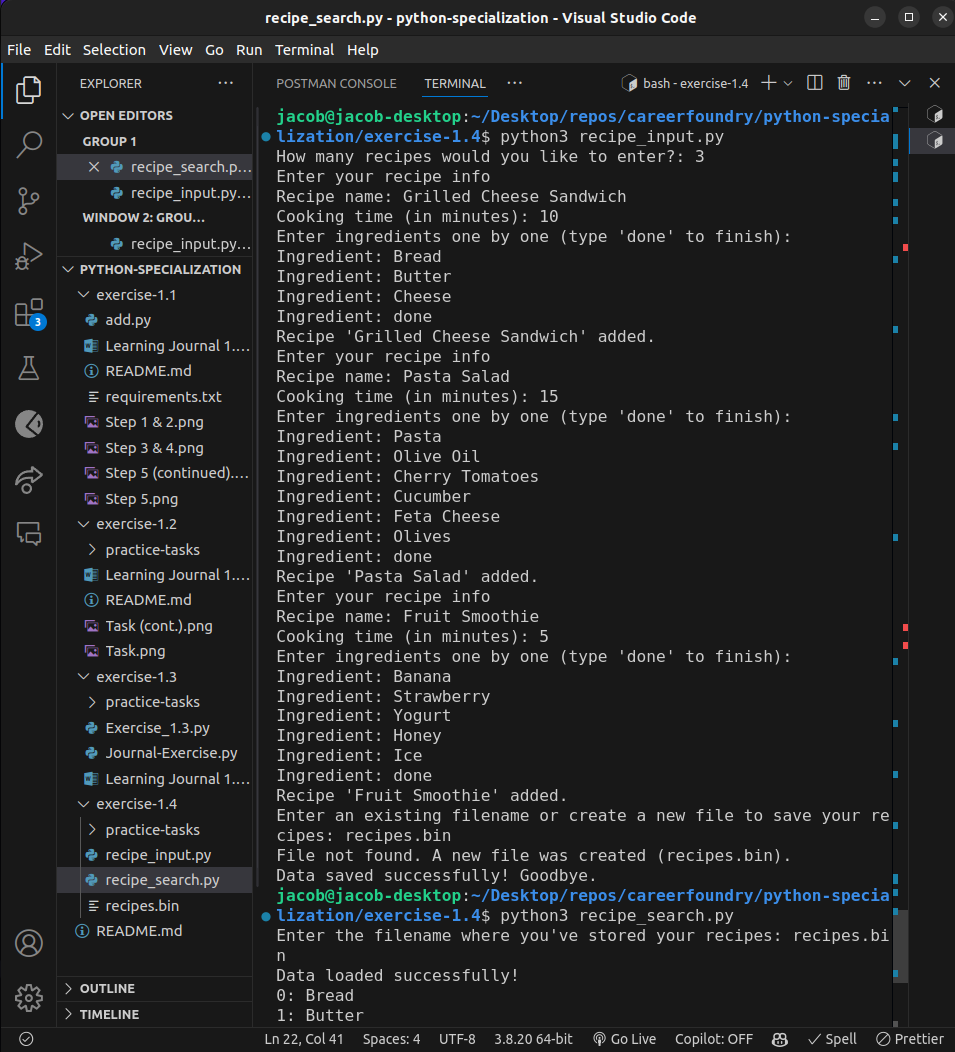 recipe_search.py - python-specialization - Visual Studio Code
File Edit Selection View Go Run Terminal Help
EXPLORER
OPEN EDITORS
GROUP 1
recipe_search.p...
recipe_input.py...
WINDOW 2: GROU...
recipe_input.py...
PYTHON-SPECIALIZATION
exercise-1.1
add.py
Learning Journal 1....
README.md
requirements.txt
Step 1 & 2.png
Step 3 & 4.png
Step 5 (continued)....
Step 5.png
exercise-1.2
practice-tasks
Learning Journal 1....
README.md
Task (cont.).png
Task.png
exercise-1.3
practice-tasks
Exercise_1.3.py
Journal-Exercise.py
Learning Journal 1....
exercise-1.4
practice-tasks
recipe_input.py
recipe_search.py
recipes.bin
README.md
OUTLINE
TIMELINE
3
POSTMAN CONSOLE TERMINAL bash - exercise-1.4
jacob@jacob-desktop:~/Desktop/repos/careerfoundry/python-specia
lization/exercise-1.4$ python3 recipe_input.py
How many recipes would you like to enter?: 3
Enter your recipe info
Recipe name: Grilled Cheese Sandwich
Cooking time (in minutes): 10
Enter ingredients one by one (type 'done' to finish):
Ingredient: Bread
Ingredient: Butter
Ingredient: Cheese
Ingredient: done
Recipe 'Grilled Cheese Sandwich' added.
Enter your recipe info
Recipe name: Pasta Salad
Cooking time (in minutes): 15
Enter ingredients one by one (type 'done' to finish):
Ingredient: Pasta
Ingredient: Olive Oil
Ingredient: Cherry Tomatoes
Ingredient: Cucumber
Ingredient: Feta Cheese
Ingredient: Olives
Ingredient: done
Recipe 'Pasta Salad' added.
Enter your recipe info
Recipe name: Fruit Smoothie
Cooking time (in minutes): 5
Enter ingredients one by one (type 'done' to finish):
Ingredient: Banana
Ingredient: Strawberry
Ingredient: Yogurt
Ingredient: Honey
Ingredient: Ice
Ingredient: done
Recipe 'Fruit Smoothie' added.
Enter an existing filename or create a new file to save your re
cipes: recipes.bin
File not found. A new file was created (recipes.bin).
Data saved successfully! Goodbye.
jacob@jacob-desktop:~/Desktop/repos/careerfoundry/python-specia
lization/exercise-1.4$ python3 recipe_search.py
Enter the filename where you've stored your recipes: recipes.bi
n
Data loaded successfully!
0: Bread
1: Butter
Ln 22, Col 41 Spaces: 4 UTF-8 3.8.20 64-bit Go Live Copilot: OFF Spell Prettier